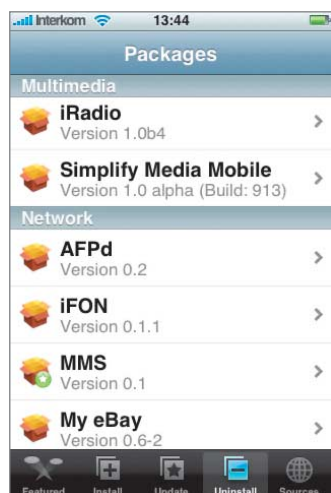 Interkom 13:44
Packages
Multimedia
iRadio
Version 1.0b4
Simplify Media Mobile
Version 1.0 alpha (Build: 913)
Network
AFPd
Version 0.2
iFON
Version 0.1.1
MMS
Version 0.1
My eBay
Version 0.6-2
Featured Install Update Uninstall Sources